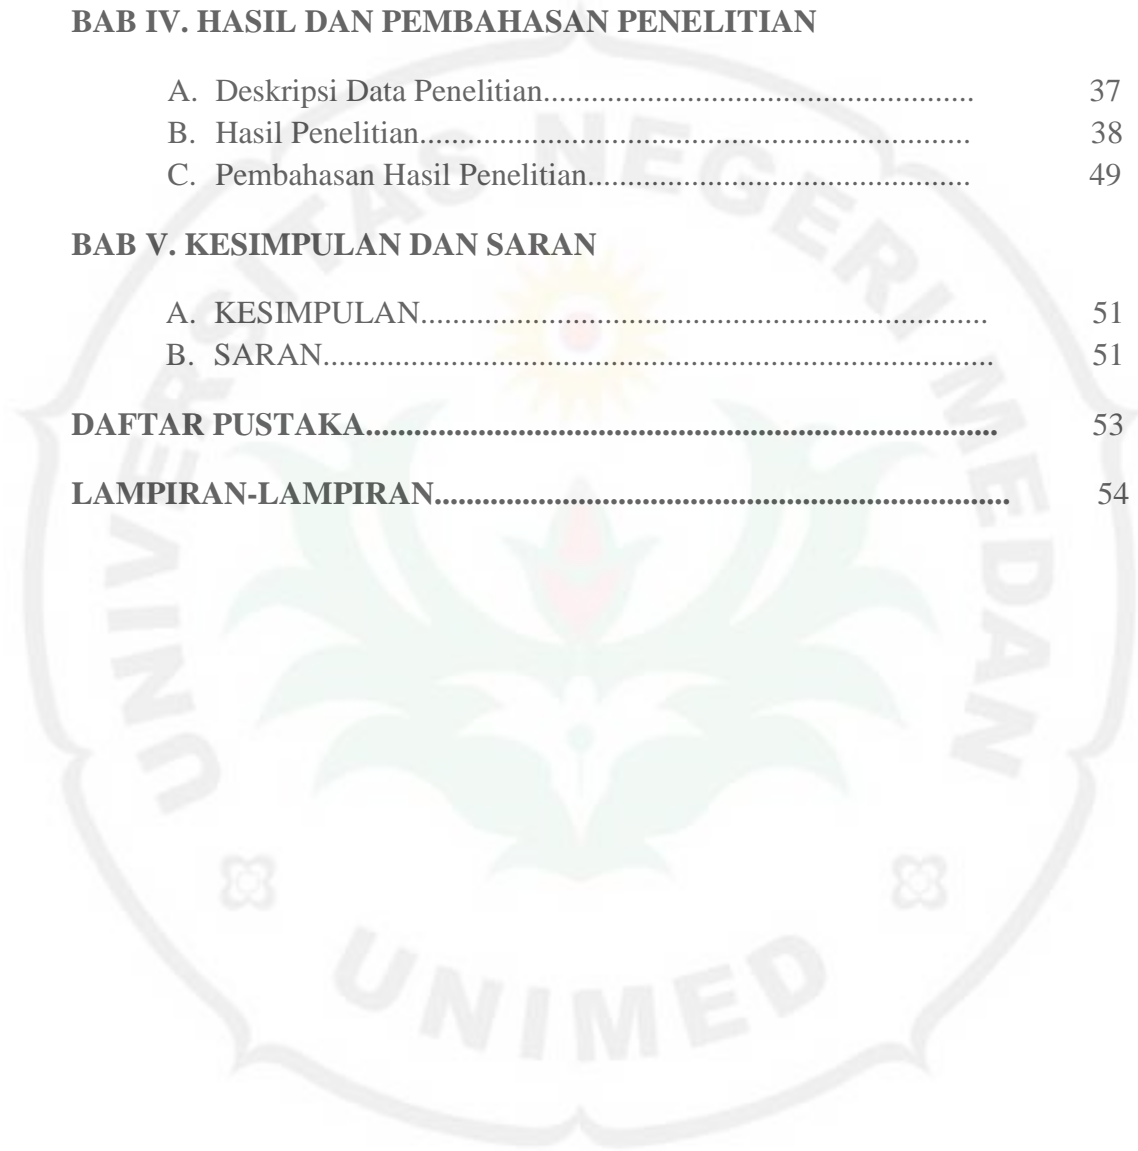 BAB IV. HASIL DAN PEMBAHASAN PENELITIAN
A. Deskripsi Data Penelitian.................................................... 37
B. Hasil Penelitian.................................................................. 38
C. Pembahasan Hasil Penelitian.............................................. 49
BAB V. KESIMPULAN DAN SARAN
A. KESIMPULAN.................................................................... 51
B. SARAN................................................................................ 51
DAFTAR PUSTAKA............................................................................ 53
LAMPIRAN-LAMPIRAN..................................................................... 54
UNIVERSITAS NEGERI MEDAN
UNIMED